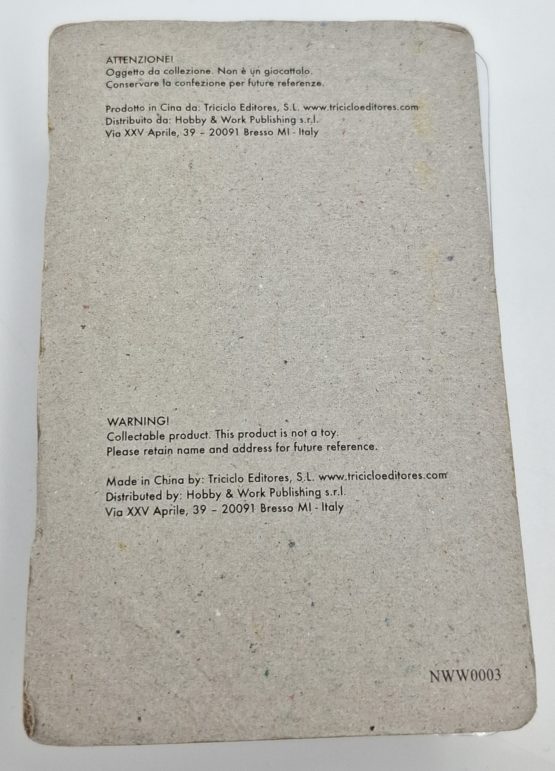 ATTENZIONE!
Oggetto da collezione. Non è un giocattolo.
Conservare la confezione per future referenze.
Prodotto in Cina da: Triciclo Editores, S.L. www.tricicloeditores.com
Distribuito da: Hobby & Work Publishing s.r.l.
Via XXV Aprile, 39 – 20091 Bresso MI - Italy
WARNING!
Collectable product. This product is not a toy.
Please retain name and address for future reference.
Made in China by: Triciclo Editores, S.L. www.tricicloeditores.com
Distributed by: Hobby & Work Publishing s.r.l.
Via XXV Aprile, 39 – 20091 Bresso MI - Italy
NWW0003